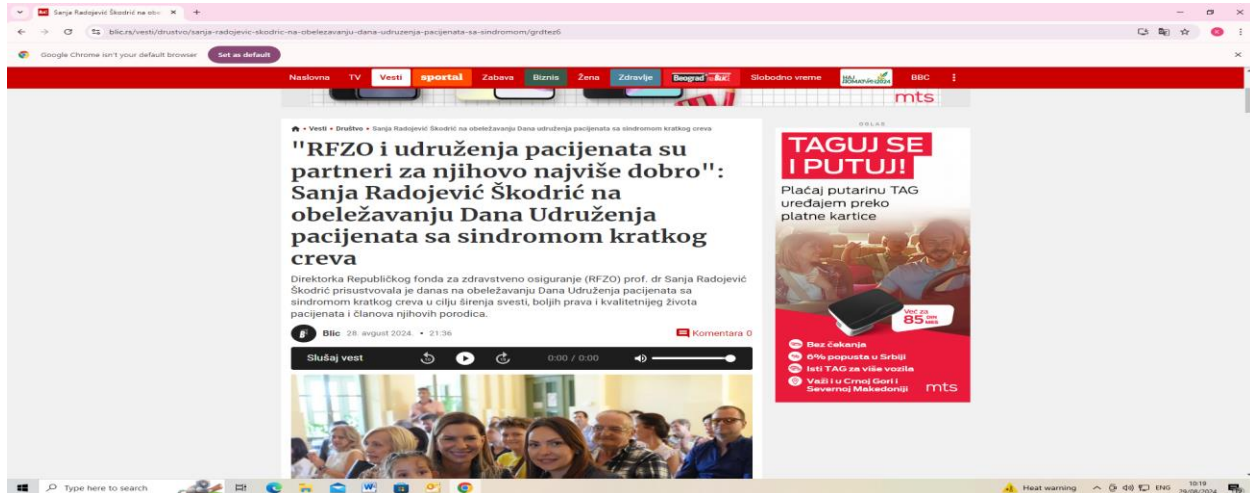 Sanja Radojević Škodrić na obe
blic.rs/vesti/drustvo/sanja-radojevic-skodric-na-obelezavanju-dana-udruzenja-pacijenata-sa-sindromom/grdtez6
Google Chrome isn't your default browser Set as default
Naslovna TV Vesti sportal Zabava Biznis Žena Zdravlje Beograd Blic Slobodno vreme BBC
mts
OGLAS
Vesti • Društvo • Sanja Radojević Škodrić na obeležavanju Dana udruženja pacijenata sa sindromom kratkog creva
"RFZO i udruženja pacijenata su
partneri za njihovo najviše dobro":
Sanja Radojević Škodrić na
obeležavanju Dana Udruženja
pacijenata sa sindromom kratkog
creva
Direktorka Republičkog fonda za zdravstveno osiguranje (RFZO) prof. dr Sanja Radojević
Škodrić prisustvovala je danas na obeležavanju Dana Udruženja pacijenata sa
sindromom kratkog creva u cilju širenja svesti, boljih prava i kvalitetnijeg života
pacijenata i članova njihovih porodica.
Blic 28. avgust 2024. • 21:36 Komentara 0
Slušaj vest 0:00 / 0:00
TAGUJ SE
I PUTUJ!
Plaćaj putarinu TAG
uređajem preko
platne kartice
Već za
85 DIN
MES
Bez čekanja
6% popusta u Srbiji
Isti TAG za više vozila
Važi i u Crnoj Gori i
Severnoj Makedoniji
mts
Type here to search
Heat warning ENG 10:19
29/08/2024